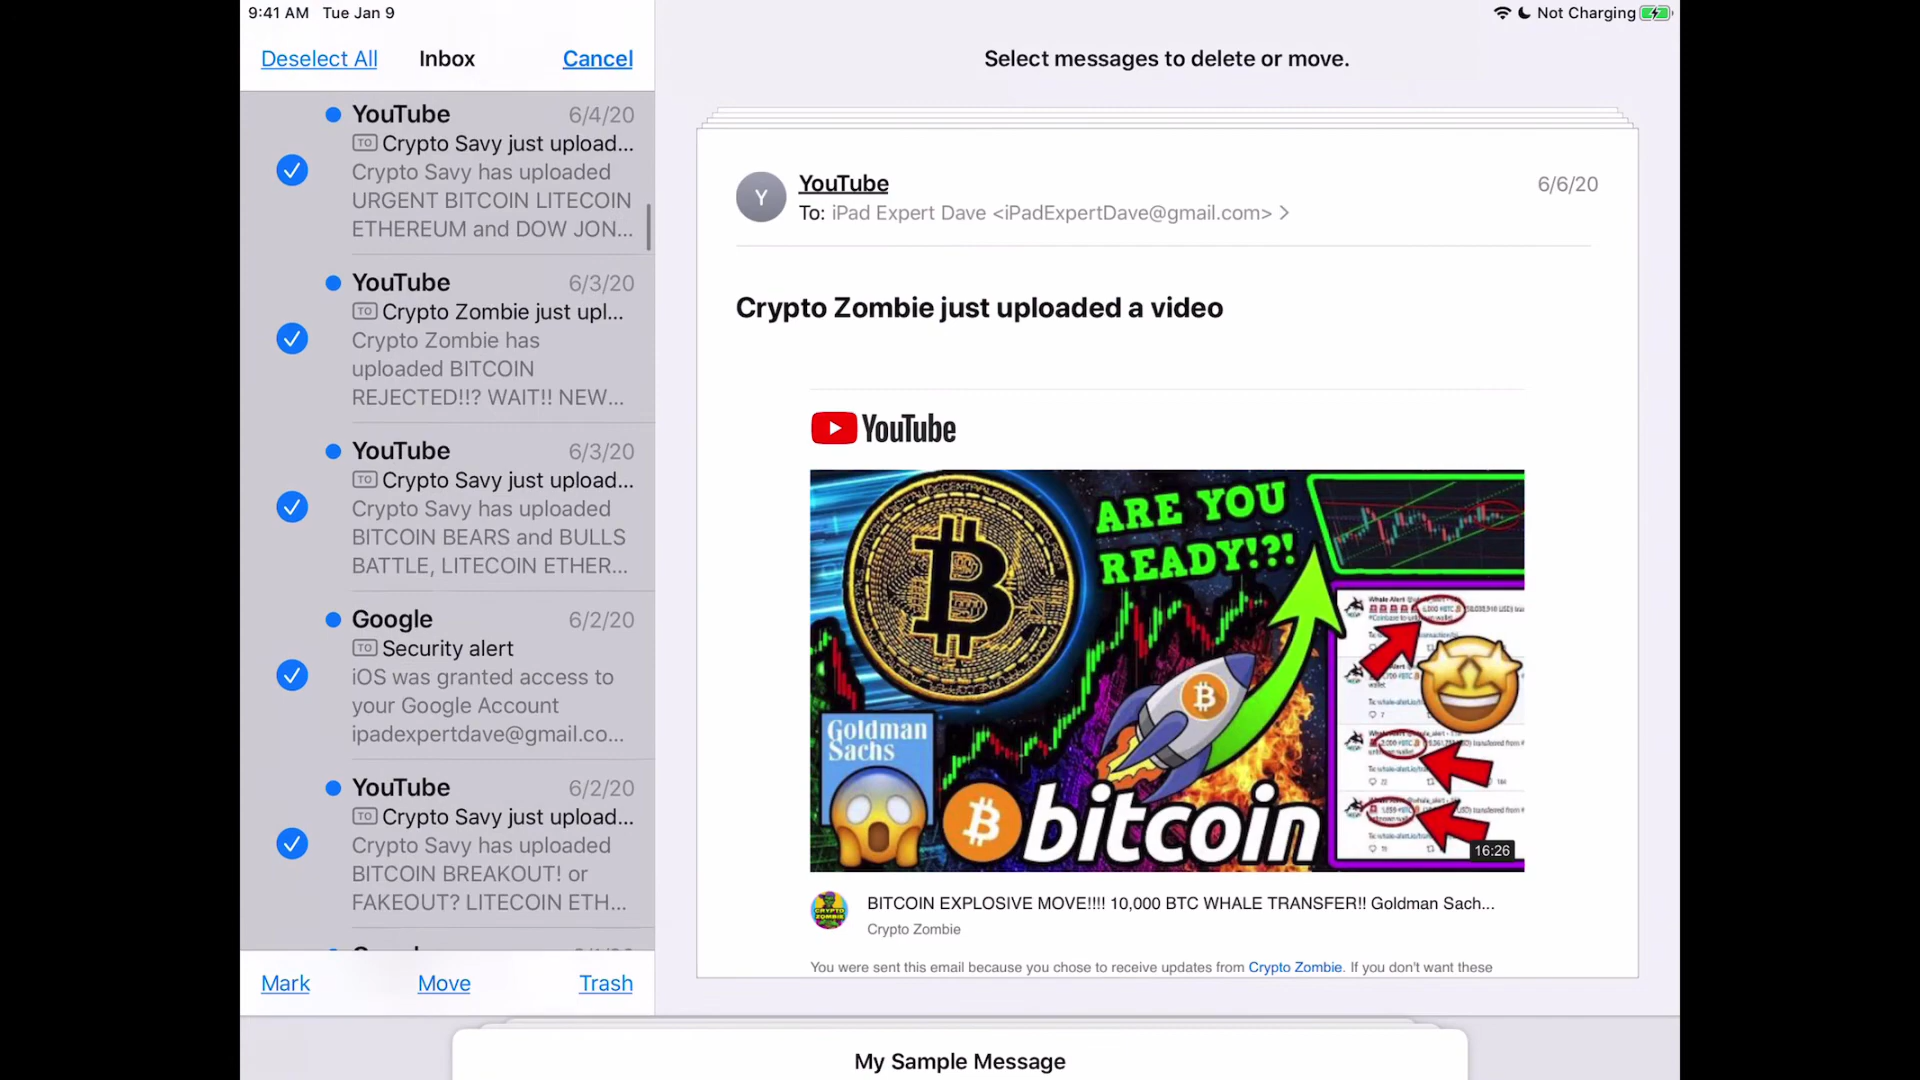 9:41 AM Tue Jan 9
Not Charging
Deselect All
Inbox
Cancel
Select messages to delete or move.
YouTube 6/4/20
TO Crypto Savy just upload...
Crypto Savy has uploaded
URGENT BITCOIN LITECOIN
ETHEREUM and DOW JON...
YouTube 6/3/20
TO Crypto Zombie just upl...
Crypto Zombie has
uploaded BITCOIN
REJECTED!!? WAIT!! NEW...
YouTube 6/3/20
TO Crypto Savy just upload...
Crypto Savy has uploaded
BITCOIN BEARS and BULLS
BATTLE, LITECOIN ETHER...
Google 6/2/20
TO Security alert
iOS was granted access to
your Google Account
ipadexpertdave@gmail.co...
YouTube 6/2/20
TO Crypto Savy just upload...
Crypto Savy has uploaded
BITCOIN BREAKOUT! or
FAKEOUT? LITECOIN ETH...
Mark
Move
Trash
Y
YouTube 6/6/20
To: iPad Expert Dave <iPadExpertDave@gmail.com>
Crypto Zombie just uploaded a video
YouTube
ARE YOU
READY!?!
Goldman
Sachs
bitcoin
16:26
BITCOIN EXPLOSIVE MOVE!!!! 10,000 BTC WHALE TRANSFER!! Goldman Sach...
Crypto Zombie
You were sent this email because you chose to receive updates from Crypto Zombie. If you don't want these
My Sample Message